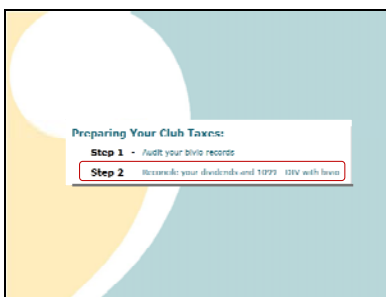 Preparing Your Club Taxes:
Step 1 - Audit your bivio records
Step 2 Reconcile your dividends and 1099 DIV with bivio